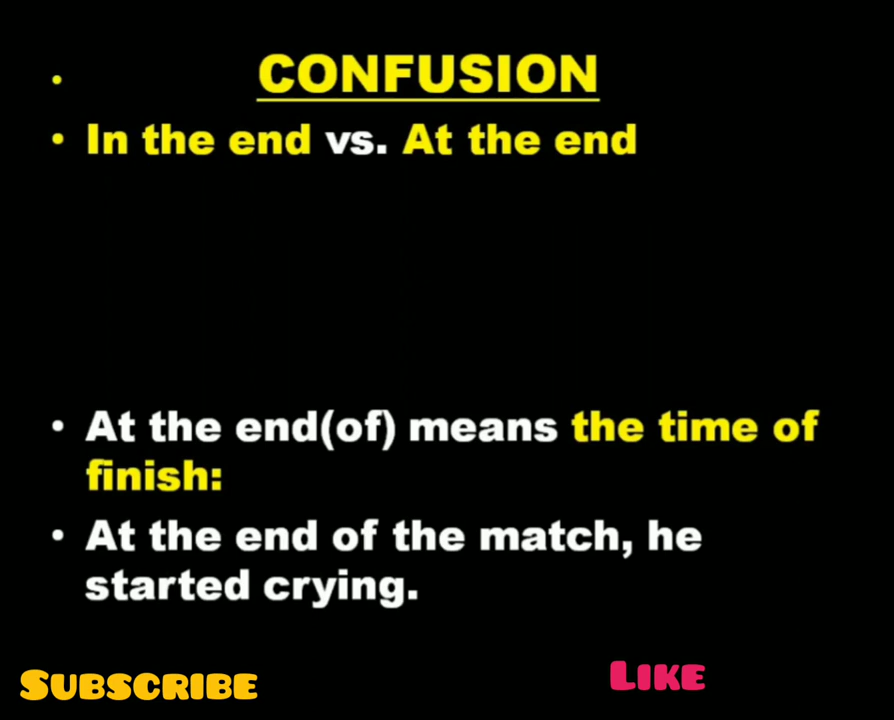 • CONFUSION
• In the end vs. At the end
• At the end(of) means the time of
finish:
• At the end of the match, he
started crying.
SUBSCRIBE
LIKE